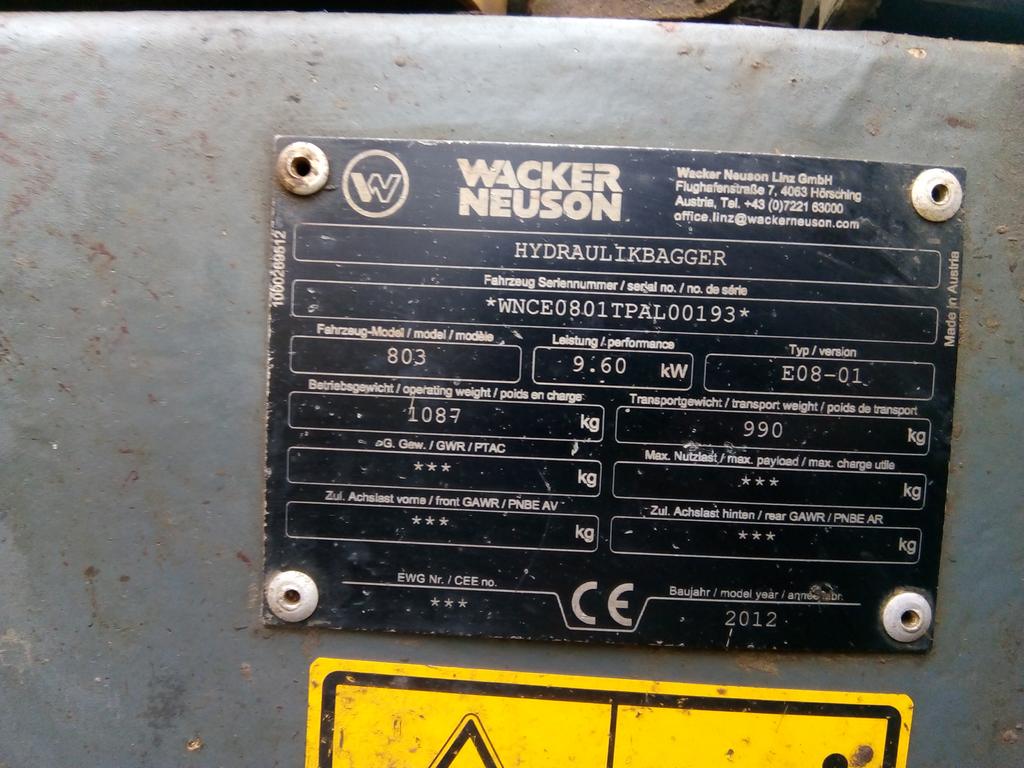 WACKER
NEUSON
Wacker Neuson Linz GmbH
Flughafenstraße 7, 4063 Hörsching
Austria, Tel. +43 (0)7221 63000
office.linz@wackerneuson.com
1000269512
Made in Austria
HYDRAULIKBAGGER
Fahrzeug Seriennummer / serial no. / no. de série
*WNCE0801TPAL00193*
Fahrzeug-Model / model / modèle
803
Leistung / performance
9.60 kW
Typ / version
E08-01
Betriebsgewicht / operating weight / poids en charge
1087 kg
Transportgewicht / transport weight / poids de transport
990 kg
G. Gew. / GWR / PTAC
*** kg
Max. Nutzlast / max. payload / max. charge utile
*** kg
Zul. Achslast vorne / front GAWR / PNBE AV
*** kg
Zul. Achslast hinten / rear GAWR / PNBE AR
*** kg
EWG Nr. / CEE no.
***
CE
Baujahr / model year / année fabr.
2012